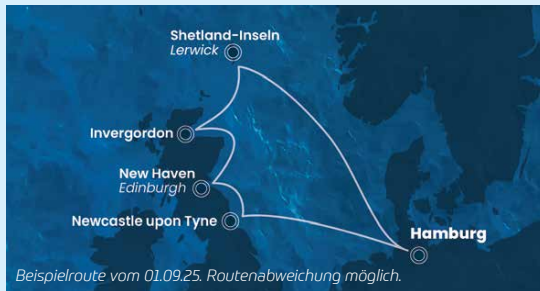 Shetland-Inseln
Lerwick
Invergordon
New Haven
Edinburgh
Newcastle upon Tyne
Hamburg
Beispielroute vom 01.09.25. Routenabweichung möglich.